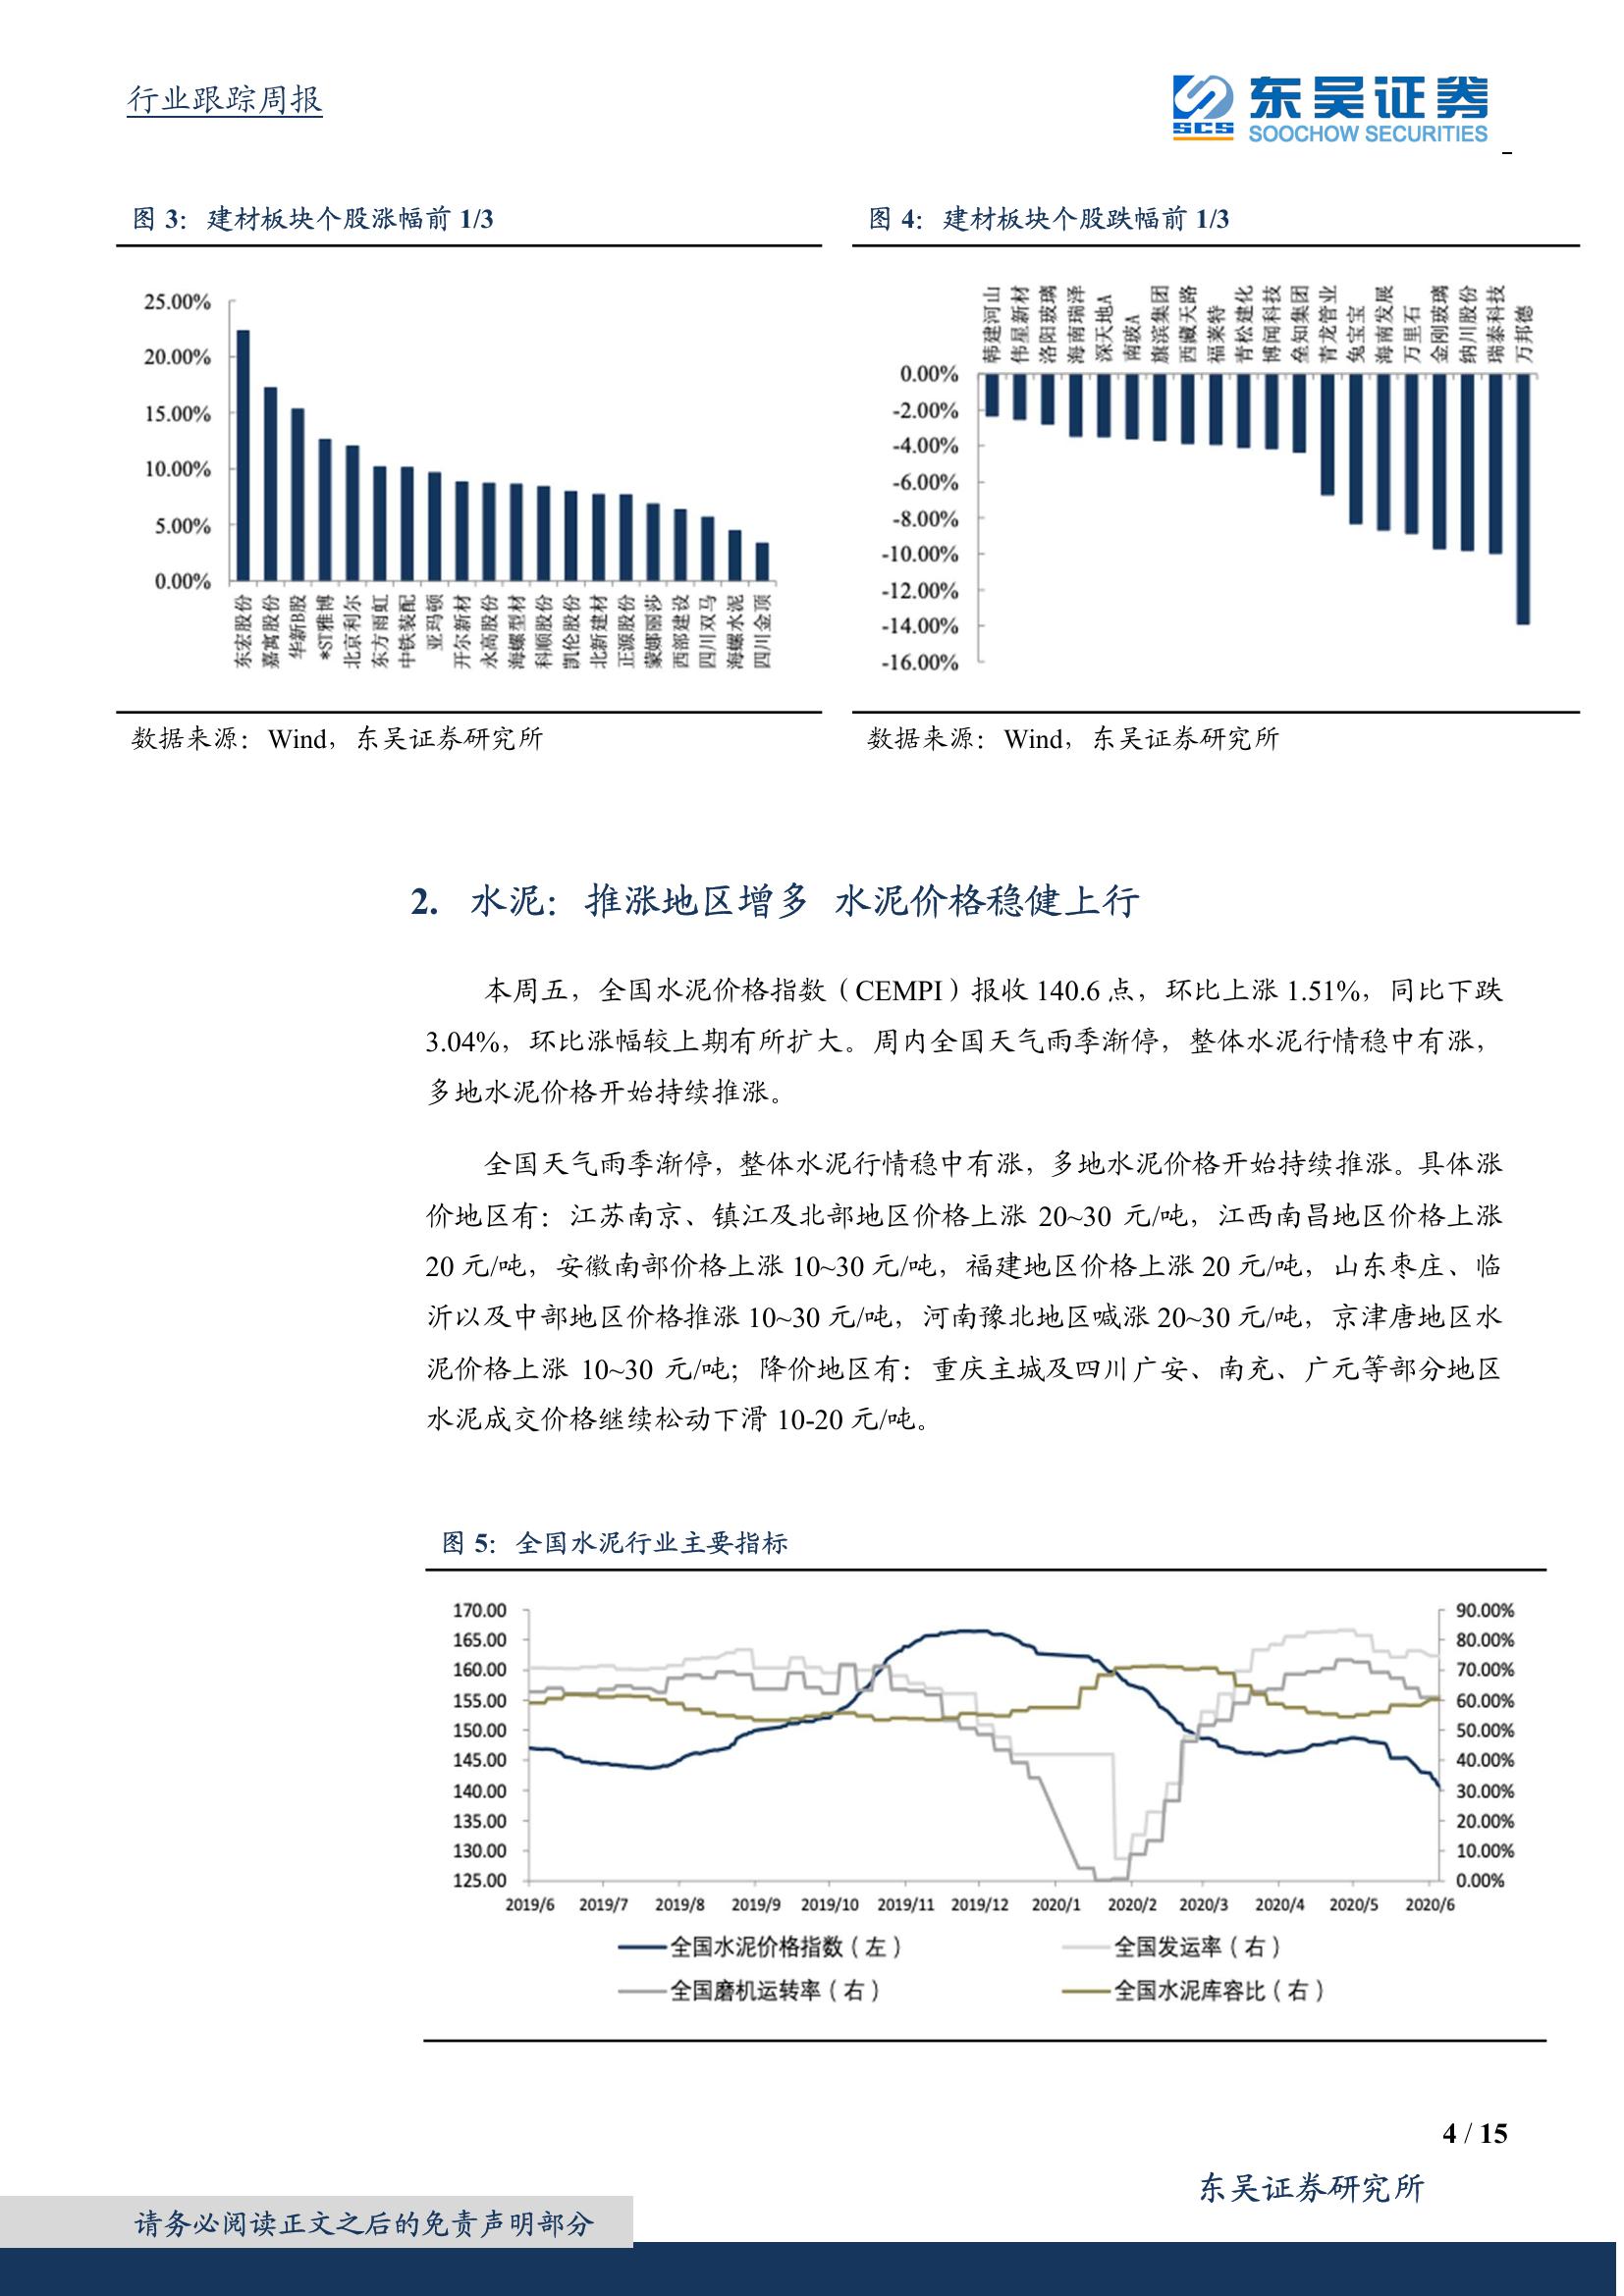 行业跟踪周报
SCS
东吴证券
SOOCHOW SECURITIES
图 3：建材板块个股涨幅前 1/3
25.00%
20.00%
15.00%
10.00%
5.00%
0.00%
东宏股份
嘉寓股份
华新B股
*ST雅博
北京利尔
东方雨虹
中铁装配
亚玛顿
开尔新材
永高股份
海螺型材
科顺股份
凯伦股份
北新建材
正源股份
蒙娜丽莎
西部建设
四川双马
海螺水泥
四川金顶
数据来源：Wind，东吴证券研究所
图 4：建材板块个股跌幅前 1/3
韩建河山
伟星新材
洛阳玻璃
海南瑞泽
深天地A
南玻A
旗滨集团
西藏天路
福莱特
青松建化
博闻科技
垒知集团
青龙管业
兔宝宝
海南发展
万里石
金刚玻璃
纳川股份
瑞泰科技
万邦德
0.00%
-2.00%
-4.00%
-6.00%
-8.00%
-10.00%
-12.00%
-14.00%
-16.00%
数据来源：Wind，东吴证券研究所
2. 水泥：推涨地区增多 水泥价格稳健上行
本周五，全国水泥价格指数（CEMPI）报收 140.6 点，环比上涨 1.51%，同比下跌
3.04%，环比涨幅较上期有所扩大。周内全国天气雨季渐停，整体水泥行情稳中有涨，
多地水泥价格开始持续推涨。
全国天气雨季渐停，整体水泥行情稳中有涨，多地水泥价格开始持续推涨。具体涨
价地区有：江苏南京、镇江及北部地区价格上涨 20~30 元/吨，江西南昌地区价格上涨
20 元/吨，安徽南部价格上涨 10~30 元/吨，福建地区价格上涨 20 元/吨，山东枣庄、临
沂以及中部地区价格推涨 10~30 元/吨，河南豫北地区喊涨 20~30 元/吨，京津唐地区水
泥价格上涨 10~30 元/吨；降价地区有：重庆主城及四川广安、南充、广元等部分地区
水泥成交价格继续松动下滑 10-20 元/吨。
图 5：全国水泥行业主要指标
170.00
165.00
160.00
155.00
150.00
145.00
140.00
135.00
130.00
125.00
90.00%
80.00%
70.00%
60.00%
50.00%
40.00%
30.00%
20.00%
10.00%
0.00%
2019/6 2019/7 2019/8 2019/9 2019/10 2019/11 2019/12 2020/1 2020/2 2020/3 2020/4 2020/5 2020/6
全国水泥价格指数（左） 全国发运率（右）
全国磨机运转率（右） 全国水泥库容比（右）
4 / 15
东吴证券研究所
请务必阅读正文之后的免责声明部分